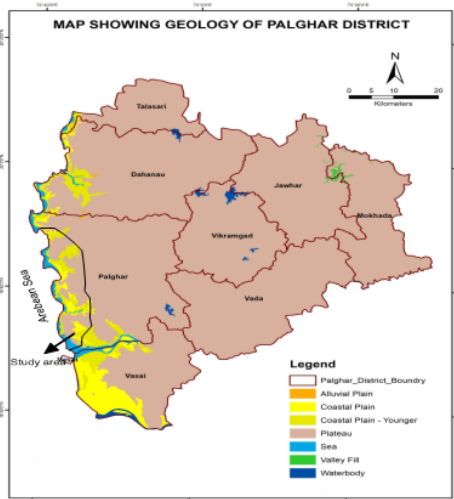 MAP SHOWING GEOLOGY OF PALGHAR DISTRICT
N
0 5 10 20
Kilometers
Talasari
Dahanau
Jawhar
Mokhada
Vikramgad
Palghar
Vada
Arebean Sea
Study area
Vasai
Legend
Palghar_District_Boundry
Alluvial Plain
Coastal Plain
Coastal Plain - Younger
Plateau
Sea
Valley Fill
Waterbody